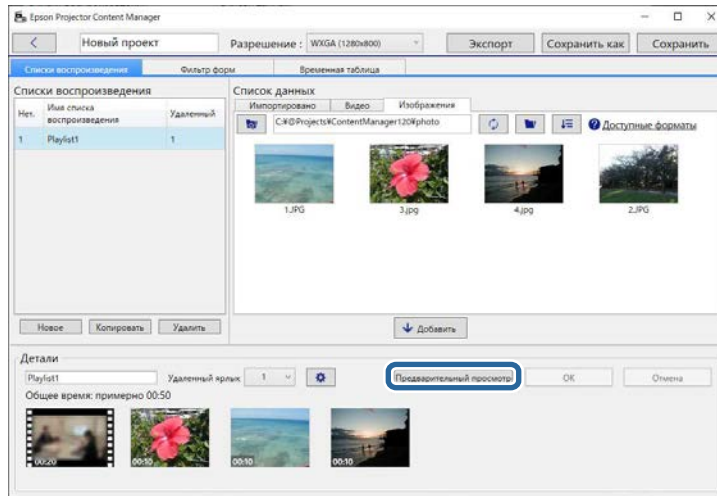 Epson Projector Content Manager
Новый проект
Разрешение :
WXGA (1280x800)
Экспорт
Сохранить как
Сохранить
Списки воспроизведения
Фильтр форм
Временная таблица
Списки воспроизведения
Нет.
Имя списка
воспроизведения
Удаленный
1
Playlist1
1
Новое
Копировать
Удалить
Список данных
Импортировано
Видео
Изображения
C:¥@Projects¥ContentManager120¥photo
Доступные форматы
1.JPG
3.jpg
4.jpg
2.JPG
Добавить
Детали
Playlist1
Удаленный ярлык
1
Предварительный просмотр
OK
Отмена
Общее время: примерно 00:50
00:20
00:10
00:10
00:10